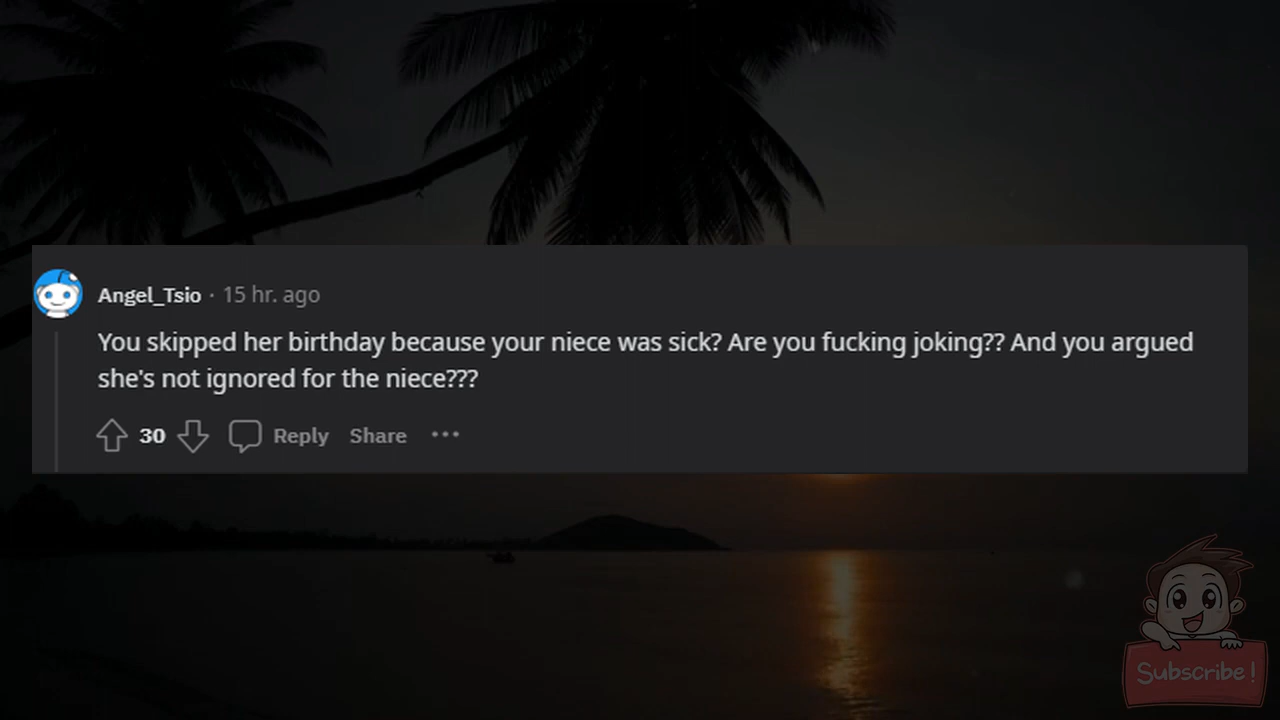 Angel_Tsio · 15 hr. ago
You skipped her birthday because your niece was sick? Are you fucking joking?? And you argued
she's not ignored for the niece???
30 Reply Share ···
Subscribe!